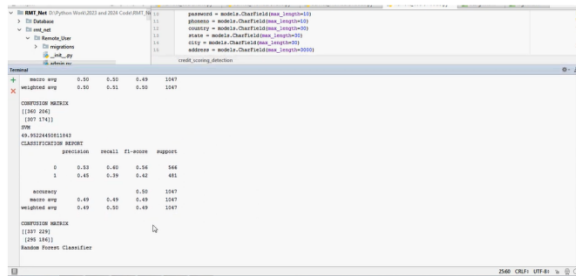 RMT_Net
Database
rmt_net
Remote_User
migrations
__init__.py
admin.py
password = models.CharField(max_length=10)
phoneno = models.CharField(max_length=10)
country = models.CharField(max_length=30)
state = models.CharField(max_length=30)
city = models.CharField(max_length=30)
address = models.CharField(max_length=3000)
credit_scoring_detection
Terminal
macro avg 0.50 0.50 0.49 1047
weighted avg 0.50 0.51 0.50 1047
CONFUSION MATRIX
[[360 206]
[307 174]]
SVM
CLASSIFICATION REPORT
precision recall f1-score support
0 0.53 0.60 0.56 566
1 0.45 0.39 0.42 481
accuracy 0.50 1047
macro avg 0.49 0.49 0.49 1047
weighted avg 0.49 0.50 0.49 1047
CONFUSION MATRIX
[[337 229]
[295 186]]
Random Forest Classifier
CRLF UTF-8